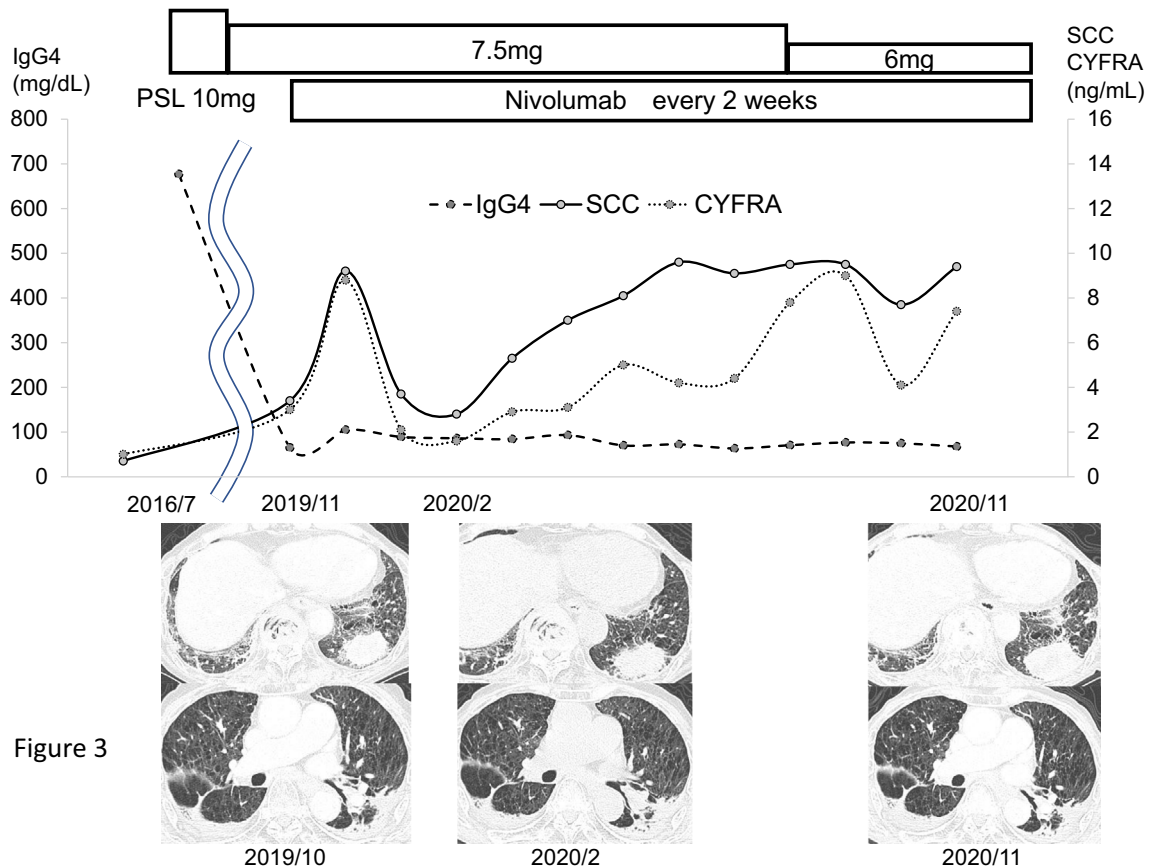 IgG4
(mg/dL)
7.5mg
6mg
SCC
CYFRA
(ng/mL)
PSL 10mg
Nivolumab every 2 weeks
800
700
600
500
400
300
200
100
0
16
14
12
10
8
6
4
2
0
IgG4 SCC CYFRA
2016/7 2019/11 2020/2 2020/11
Figure 3
2019/10 2020/2 2020/11